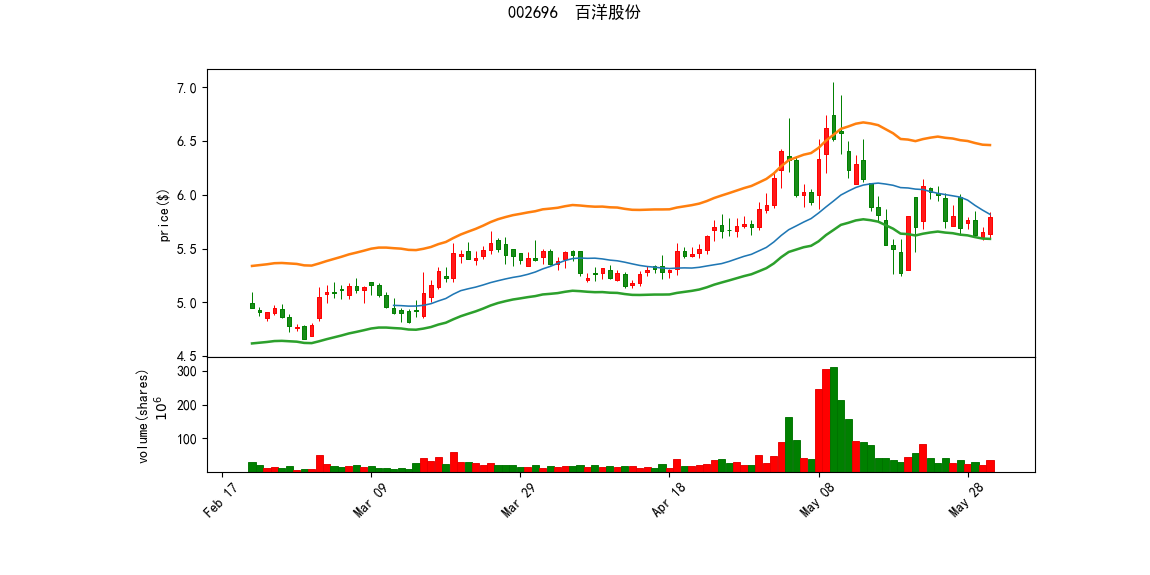 002696  百洋股份
price($)
7.0
6.5
6.0
5.5
5.0
4.5
volume(shares)
10^6
300
200
100
Feb 17
Mar 09
Mar 29
Apr 18
May 08
May 28